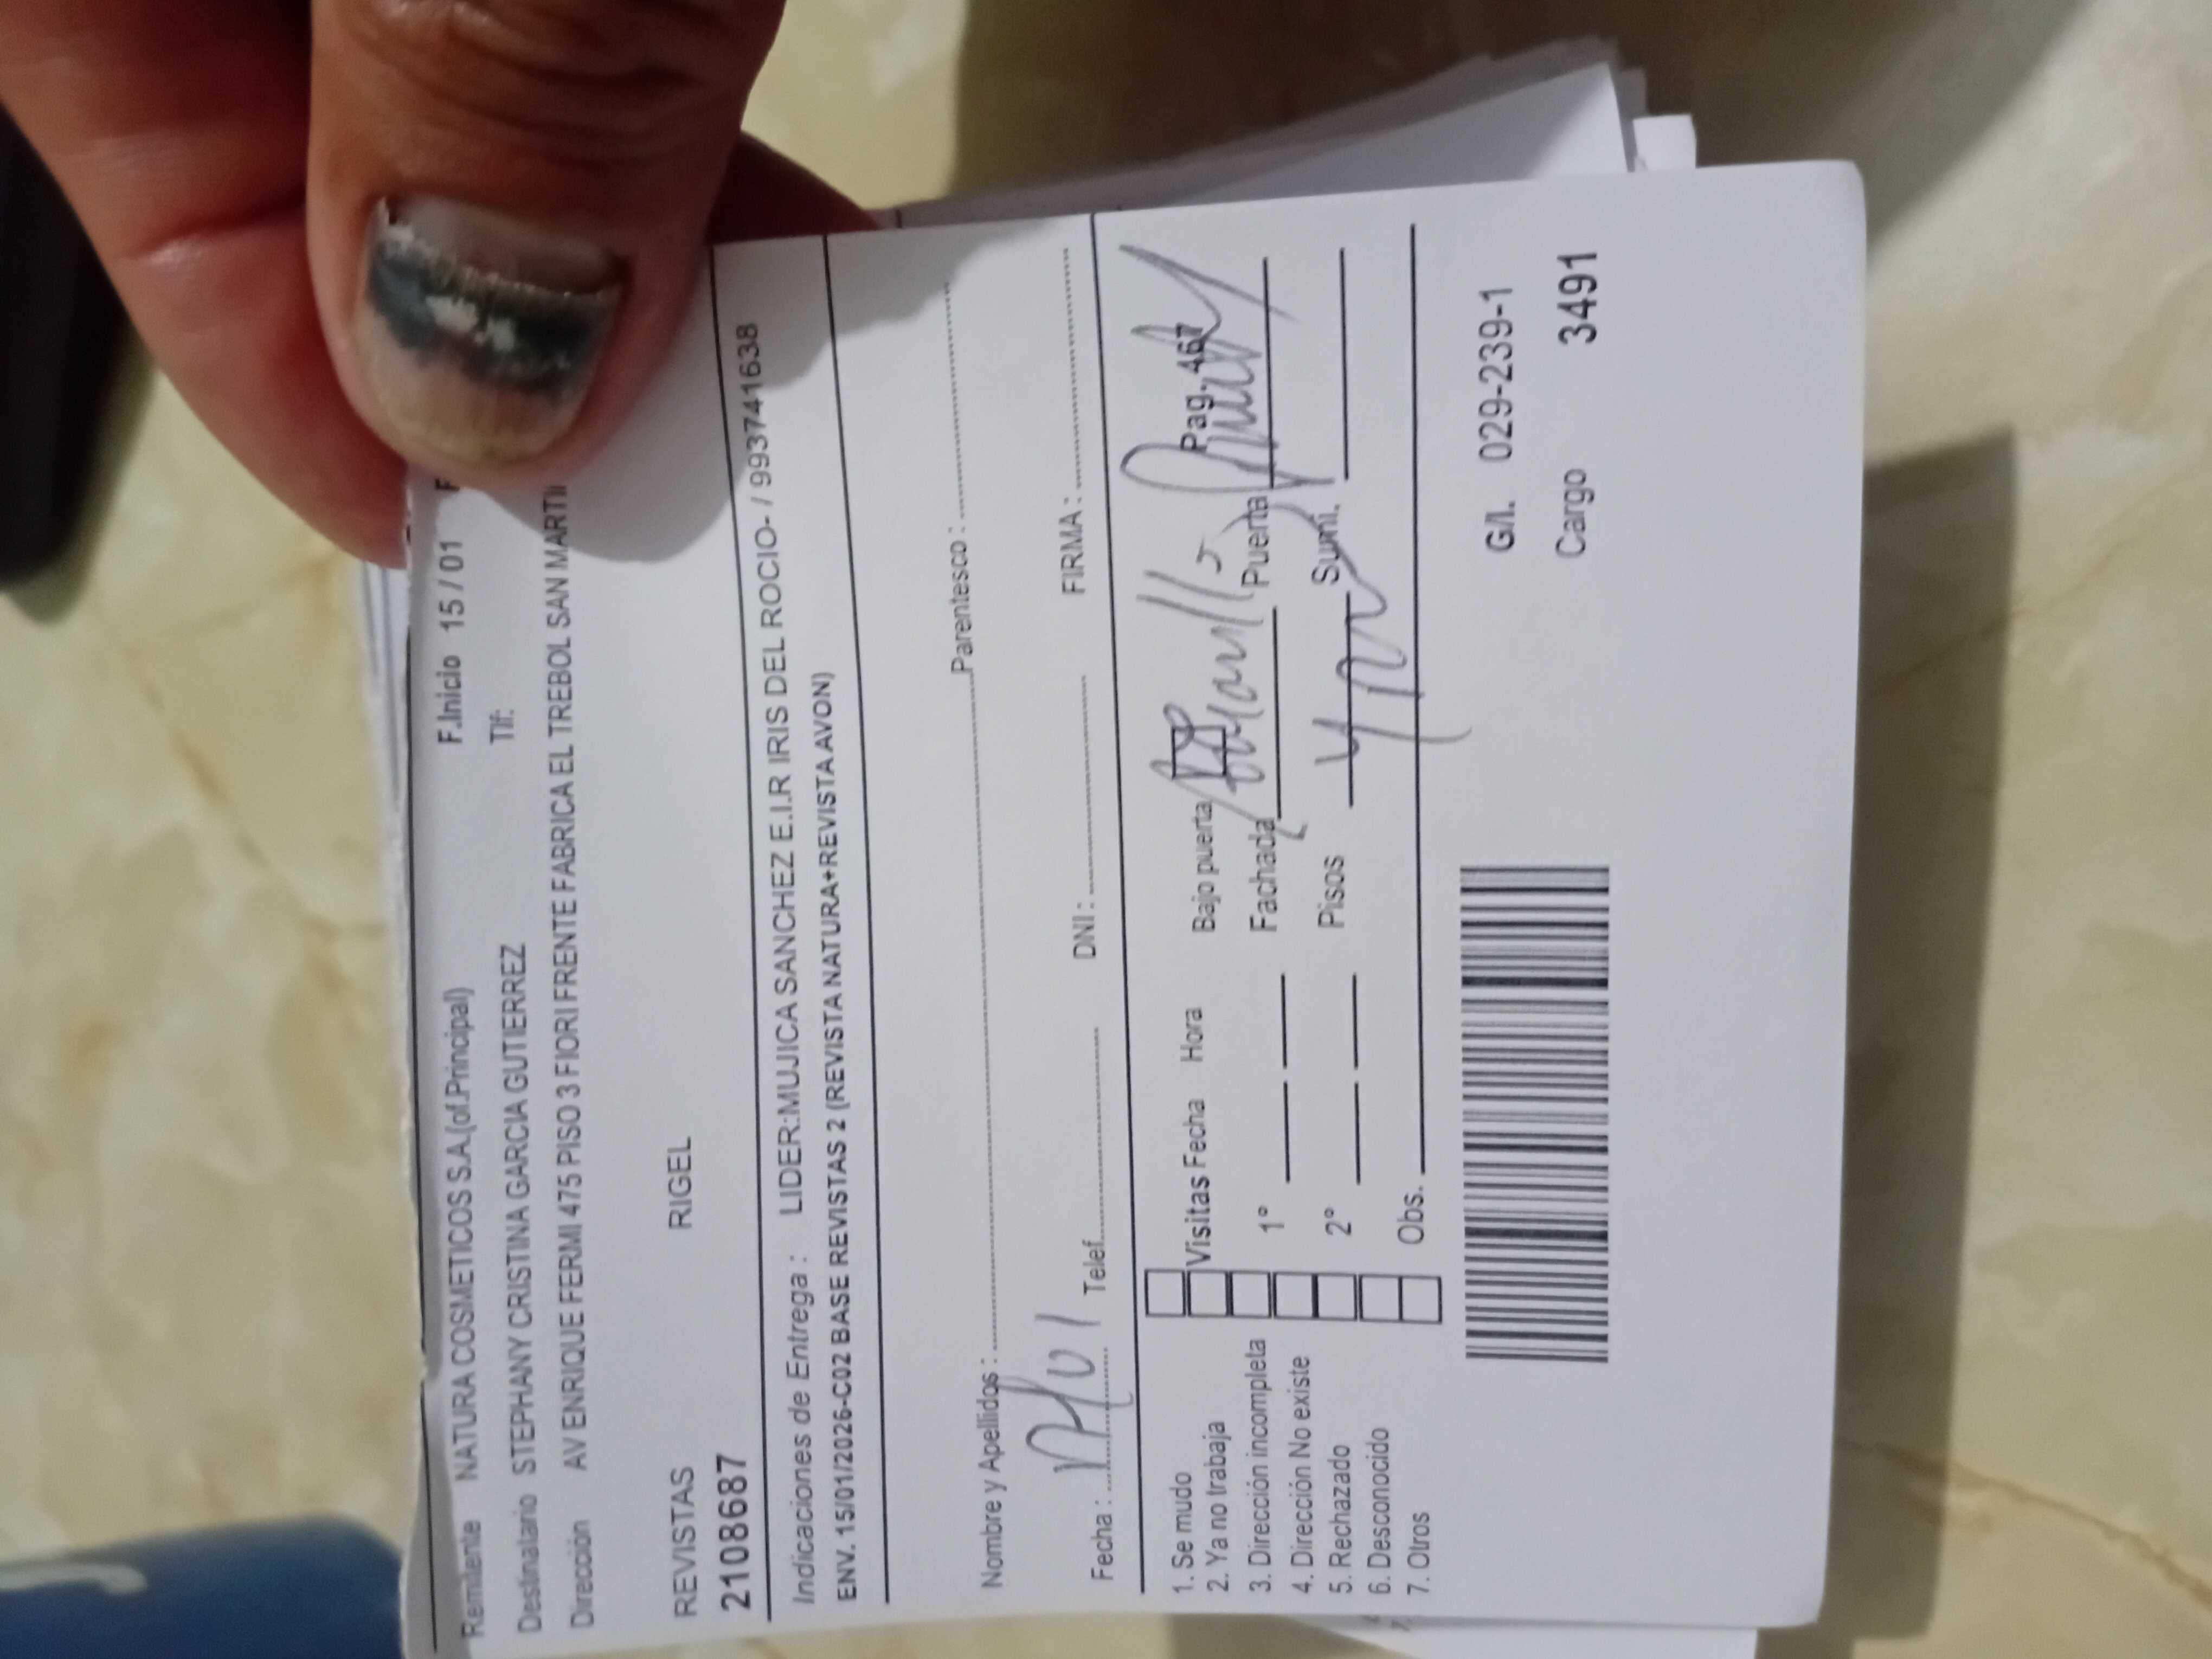 F.Inicio 15 / 01
Remitente NATURA COSMETICOS S.A.(of.Principal) Tlf:
Destinatario STEPHANY CRISTINA GARCIA GUTIERREZ
Dirección AV ENRIQUE FERMI 475 PISO 3 FIORI FRENTE FABRICA EL TREBOL SAN MARTI
REVISTAS RIGEL
2108687
Indicaciones de Entrega : LIDER:MUJICA SANCHEZ E.I.R IRIS DEL ROCIO- / 993741638
ENV. 15/01/2026-C02 BASE REVISTAS 2 (REVISTA NATURA+REVISTA AVON)
Nombre y Apellidos : Parentesco :
Fecha : Telef. DNI : FIRMA :
1. Se mudo
2. Ya no trabaja
3. Dirección incompleta
4. Dirección No existe
5. Rechazado
6. Desconocido
7. Otros
Visitas Fecha Hora Bajo puerta Pag. 467
1° Fachada Puerta
2° Pisos Sumi.
Obs.
G/I. 029-239-1
Cargo 3491